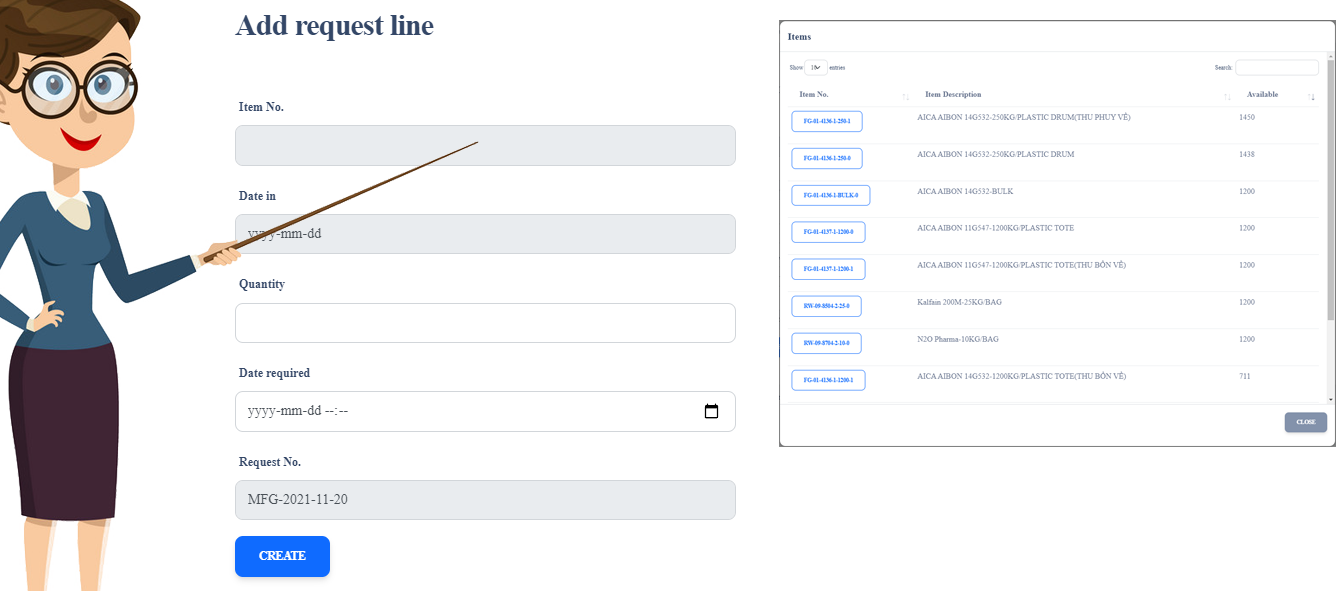 Add request line
Item No.
Date in
yyyy-mm-dd
Quantity
Date required
yyyy-mm-dd --:--
Request No.
MFG-2021-11-20
CREATE
Items
Show 10 entries
Search:
Item No. Item Description Available
FG-01-4136-1-250-1 AICA AIBON 14G532-250KG/PLASTIC DRUM(THU PHUY VỀ) 1450
FG-01-4136-1-250-0 AICA AIBON 14G532-250KG/PLASTIC DRUM 1438
FG-01-4136-1-BULK-0 AICA AIBON 14G532-BULK 1200
FG-01-4137-1-1200-0 AICA AIBON 11G547-1200KG/PLASTIC TOTE 1200
FG-01-4137-1-1200-1 AICA AIBON 11G547-1200KG/PLASTIC TOTE(THU BỒN VỀ) 1200
RW-09-8504-2-25-0 Kalfain 200M-25KG/BAG 1200
RW-09-8704-2-10-0 N2O Pharma-10KG/BAG 1200
FG-01-4136-1-1200-1 AICA AIBON 14G532-1200KG/PLASTIC TOTE(THU BỒN VỀ) 711
CLOSE